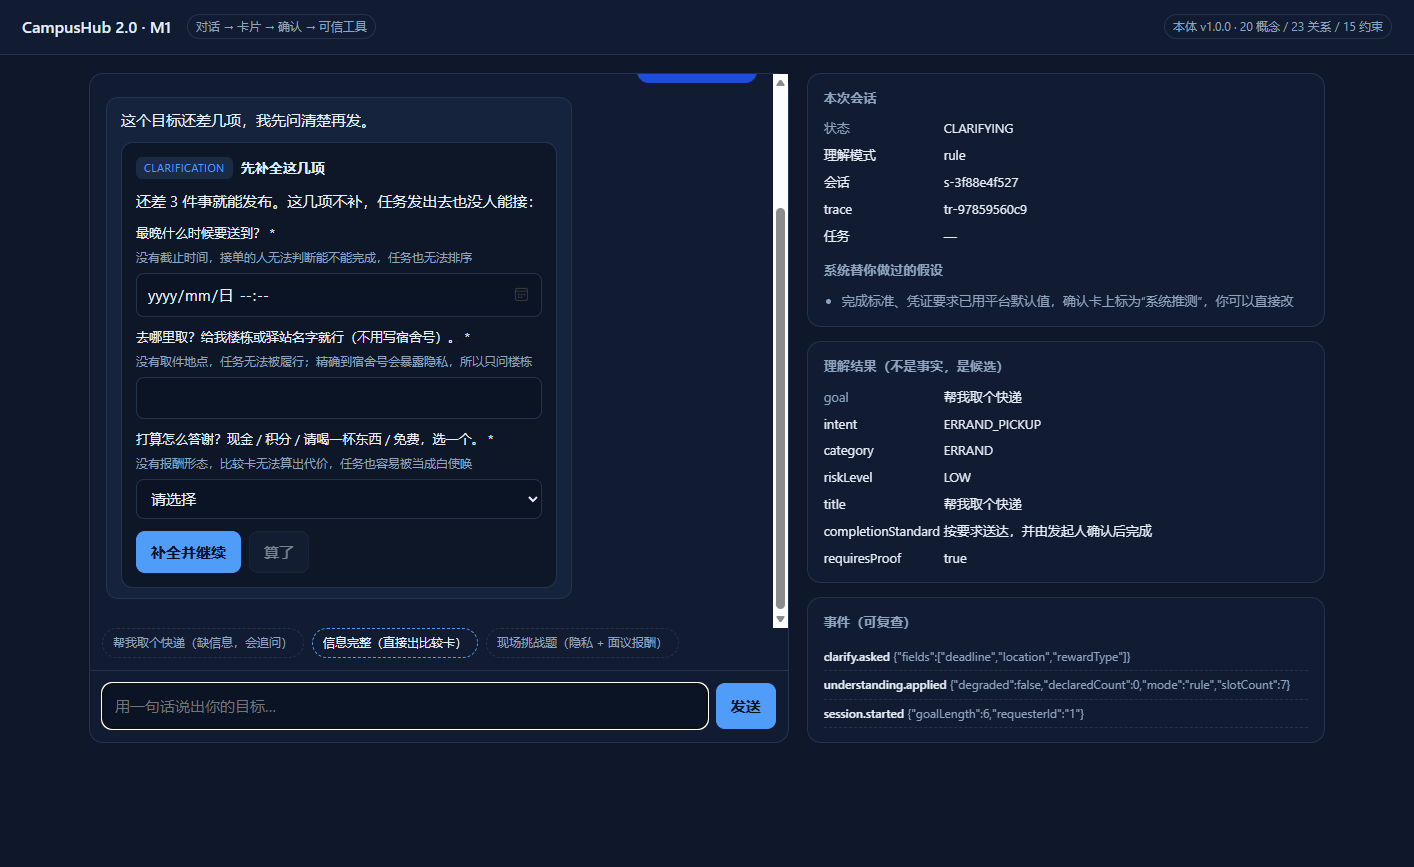 CampusHub 2.0 · M1
对话 → 卡片 → 确认 → 可信工具
本体 v1.0.0 · 20 概念 / 23 关系 / 15 约束
这个目标还差几项，我先问清楚再发。
CLARIFICATION 先补全这几项
还差 3 件事就能发布。这几项不补，任务发出去也没人能接：
最晚什么时候要送到？ *
没有截止时间，接单的人无法判断能不能完成，任务也无法排序
yyyy/mm/日 --:--
去哪里取？给我楼栋或驿站名字就行（不用写宿舍号）。 *
没有取件地点，任务无法被履行；精确到宿舍号会暴露隐私，所以只问楼栋
打算怎么答谢？现金 / 积分 / 请喝一杯东西 / 免费，选一个。 *
没有报酬形态，比较卡无法算出代价，任务也容易被当成白使唤
请选择
补全并继续 算了
帮我取个快递（缺信息，会追问） 信息完整（直接出比较卡） 现场挑战题（隐私 + 面议报酬）
用一句话说出你的目标...
发送
本次会话
状态 CLARIFYING
理解模式 rule
会话 s-3f88e4f527
trace tr-97859560c9
任务 —
系统替你做过的假设
• 完成标准、凭证要求已用平台默认值，确认卡上标为“系统推测”，你可以直接改
理解结果（不是事实，是候选）
goal 帮我取个快递
intent ERRAND_PICKUP
category ERRAND
riskLevel LOW
title 帮我取个快递
completionStandard 按要求送达，并由发起人确认后完成
requiresProof true
事件（可复查）
clarify.asked {"fields":["deadline","location","rewardType"]}
understanding.applied {"degraded":false,"declaredCount":0,"mode":"rule","slotCount":7}
session.started {"goalLength":6,"requesterId":"1"}